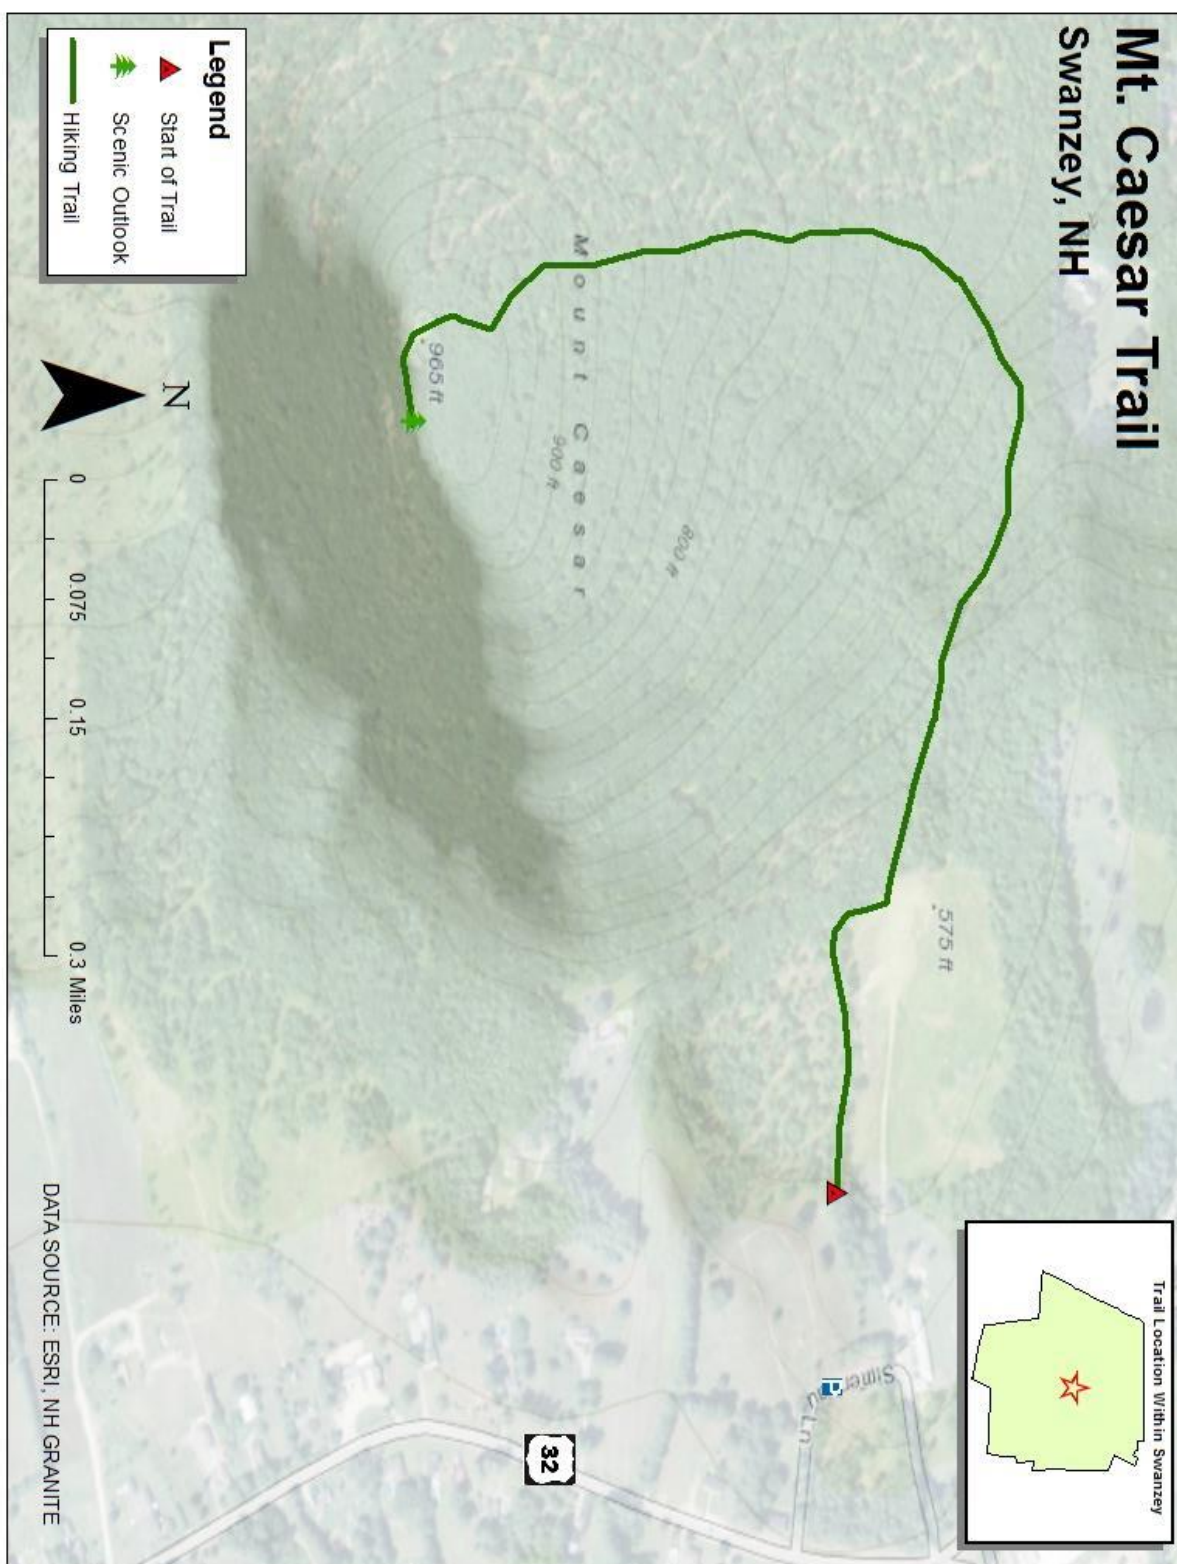 Mt. Caesar Trail
Swanzey, NH
Trail Location Within Swanzey
575 ft
800 ft
Mount Caesar
900 ft
965 ft
32
P
Legend
Start of Trail
Scenic Outlook
Hiking Trail
N
0
0.075
0.15
0.3 Miles
DATA SOURCE: ESRI, NH GRANITE